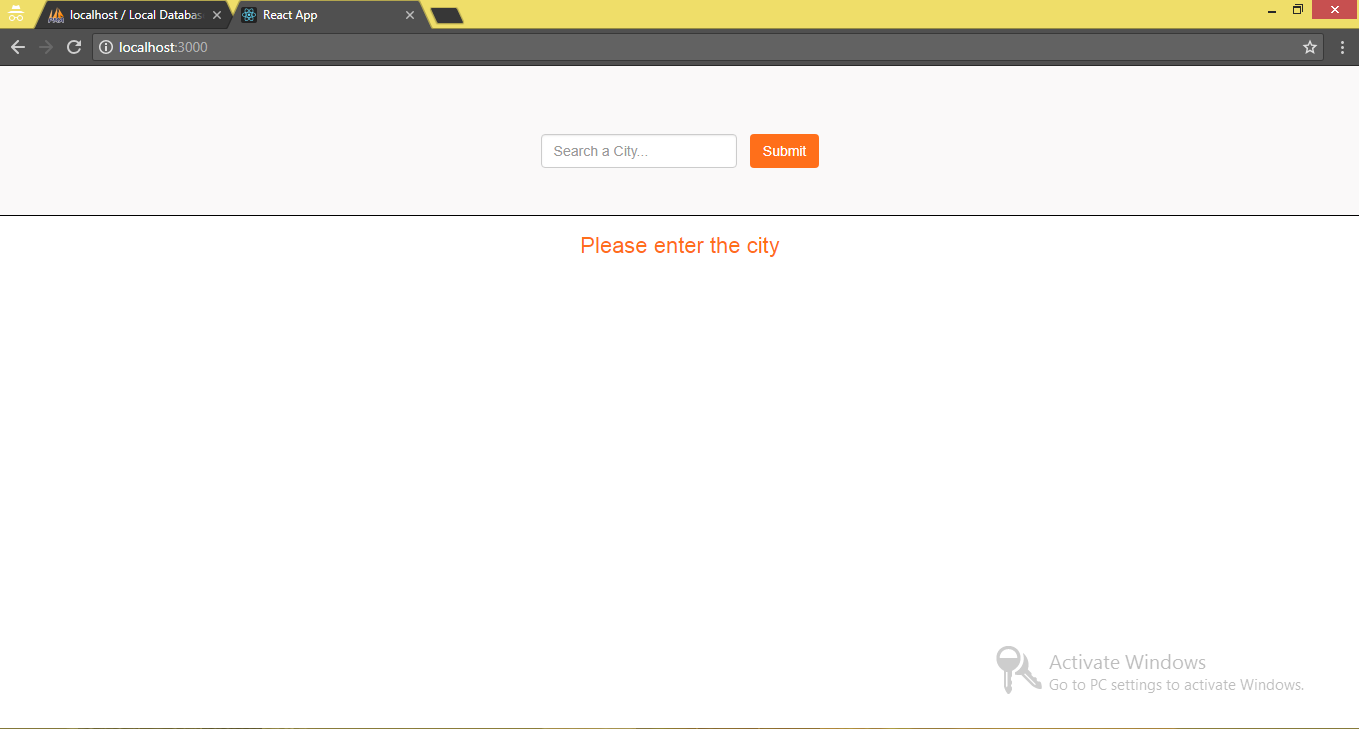 localhost / Local Databas
React App
localhost:3000
Search a City...
Submit
Please enter the city
Activate Windows
Go to PC settings to activate Windows.